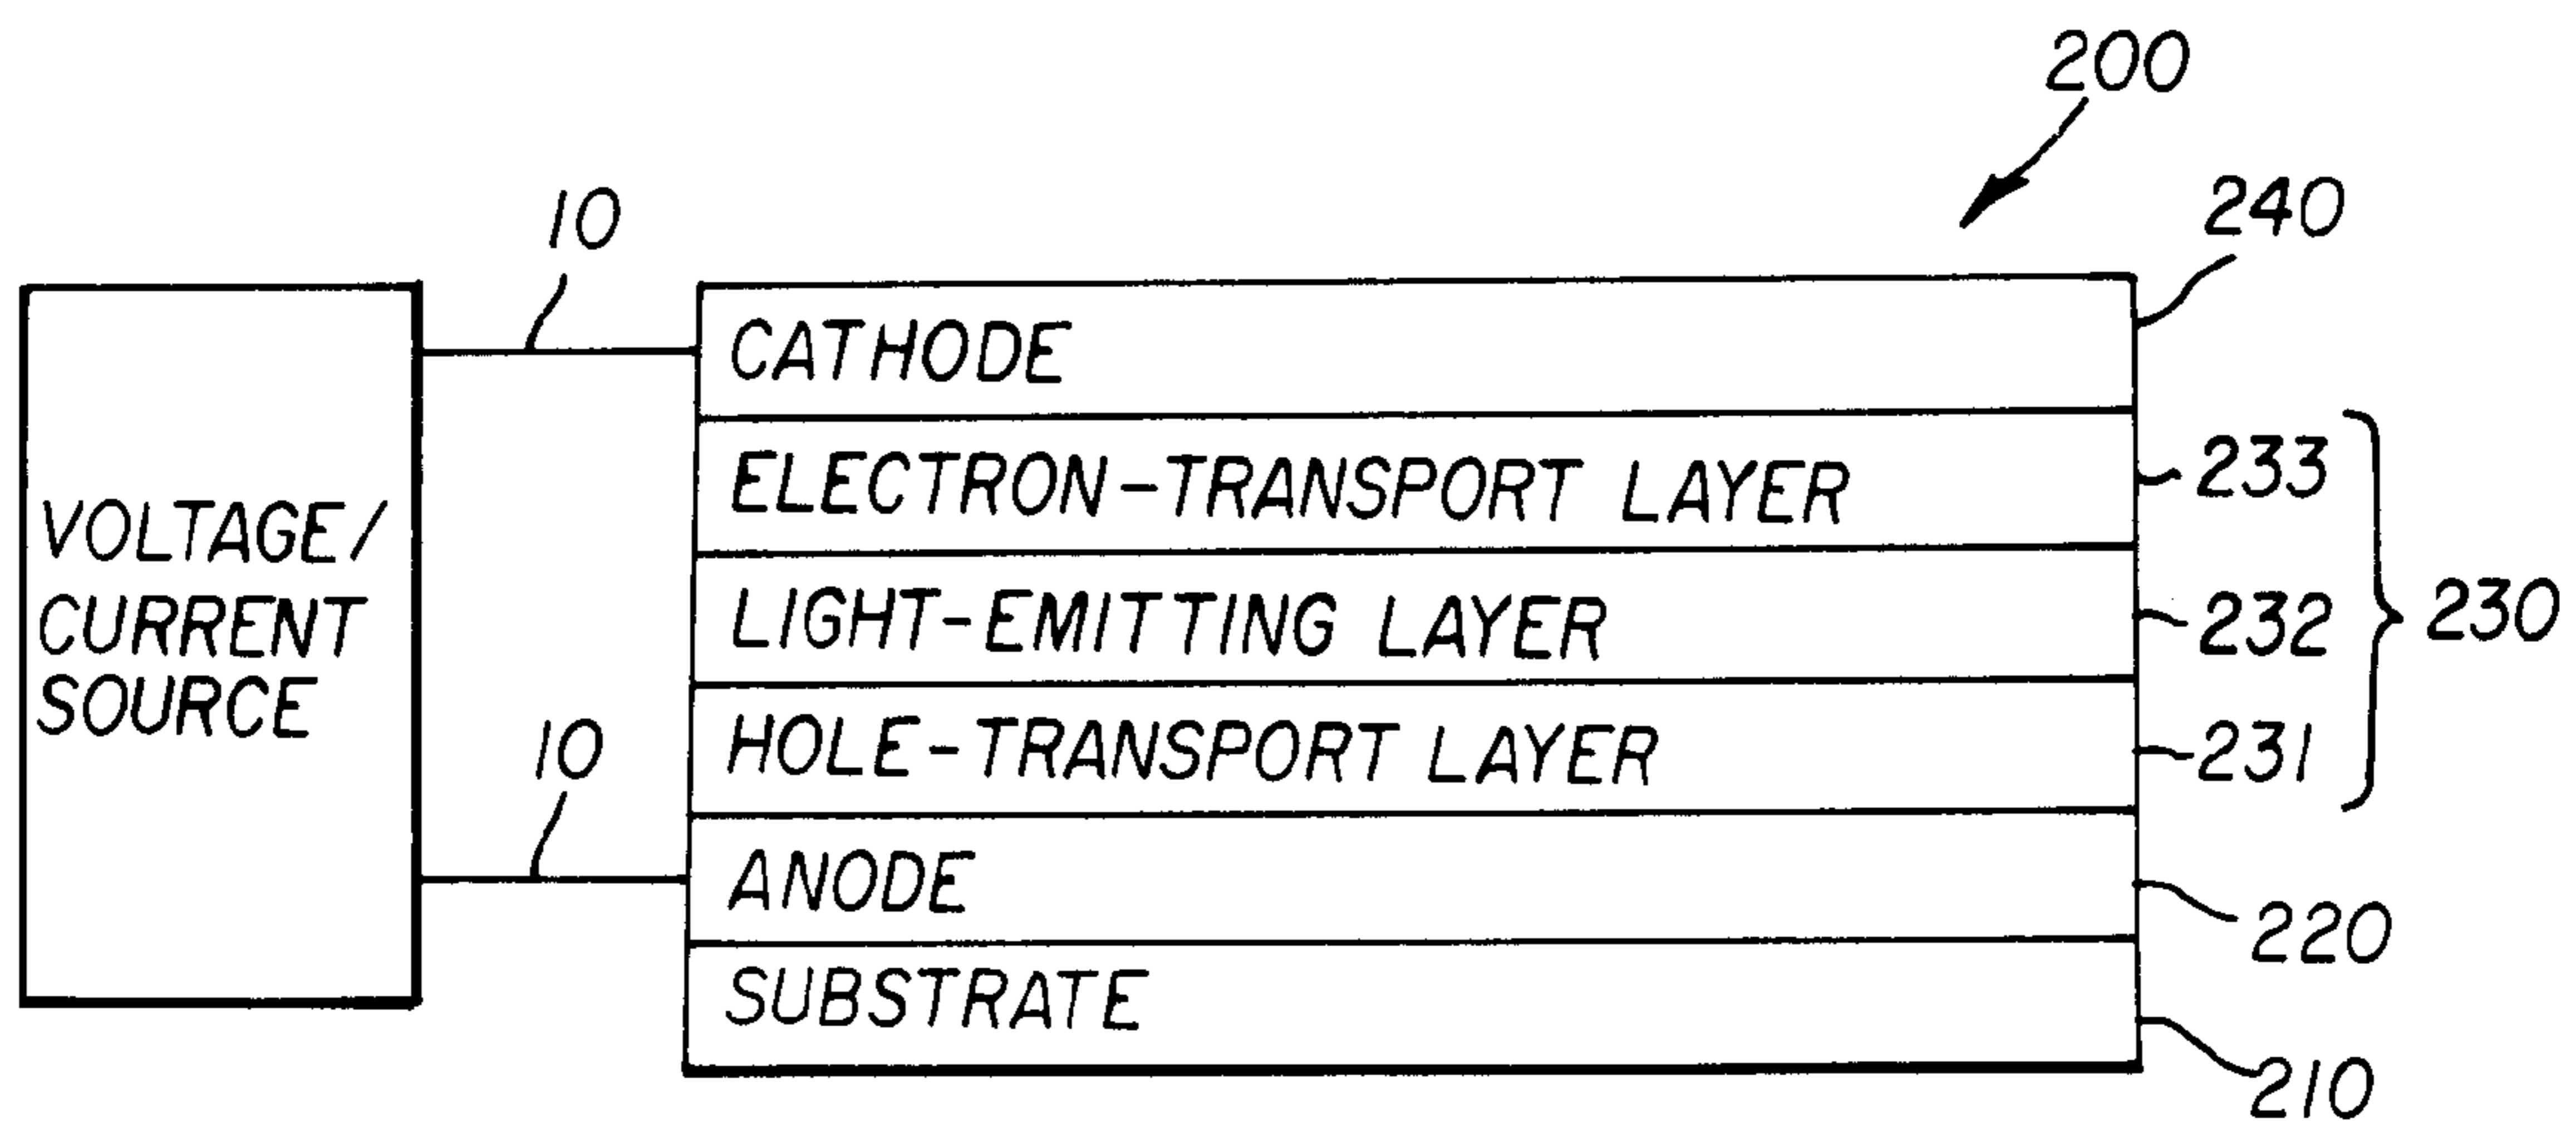 200
10
240
CATHODE
ELECTRON-TRANSPORT LAYER
233
LIGHT-EMITTING LAYER
232
230
VOLTAGE/
CURRENT
SOURCE
HOLE-TRANSPORT LAYER
231
10
ANODE
220
SUBSTRATE
210